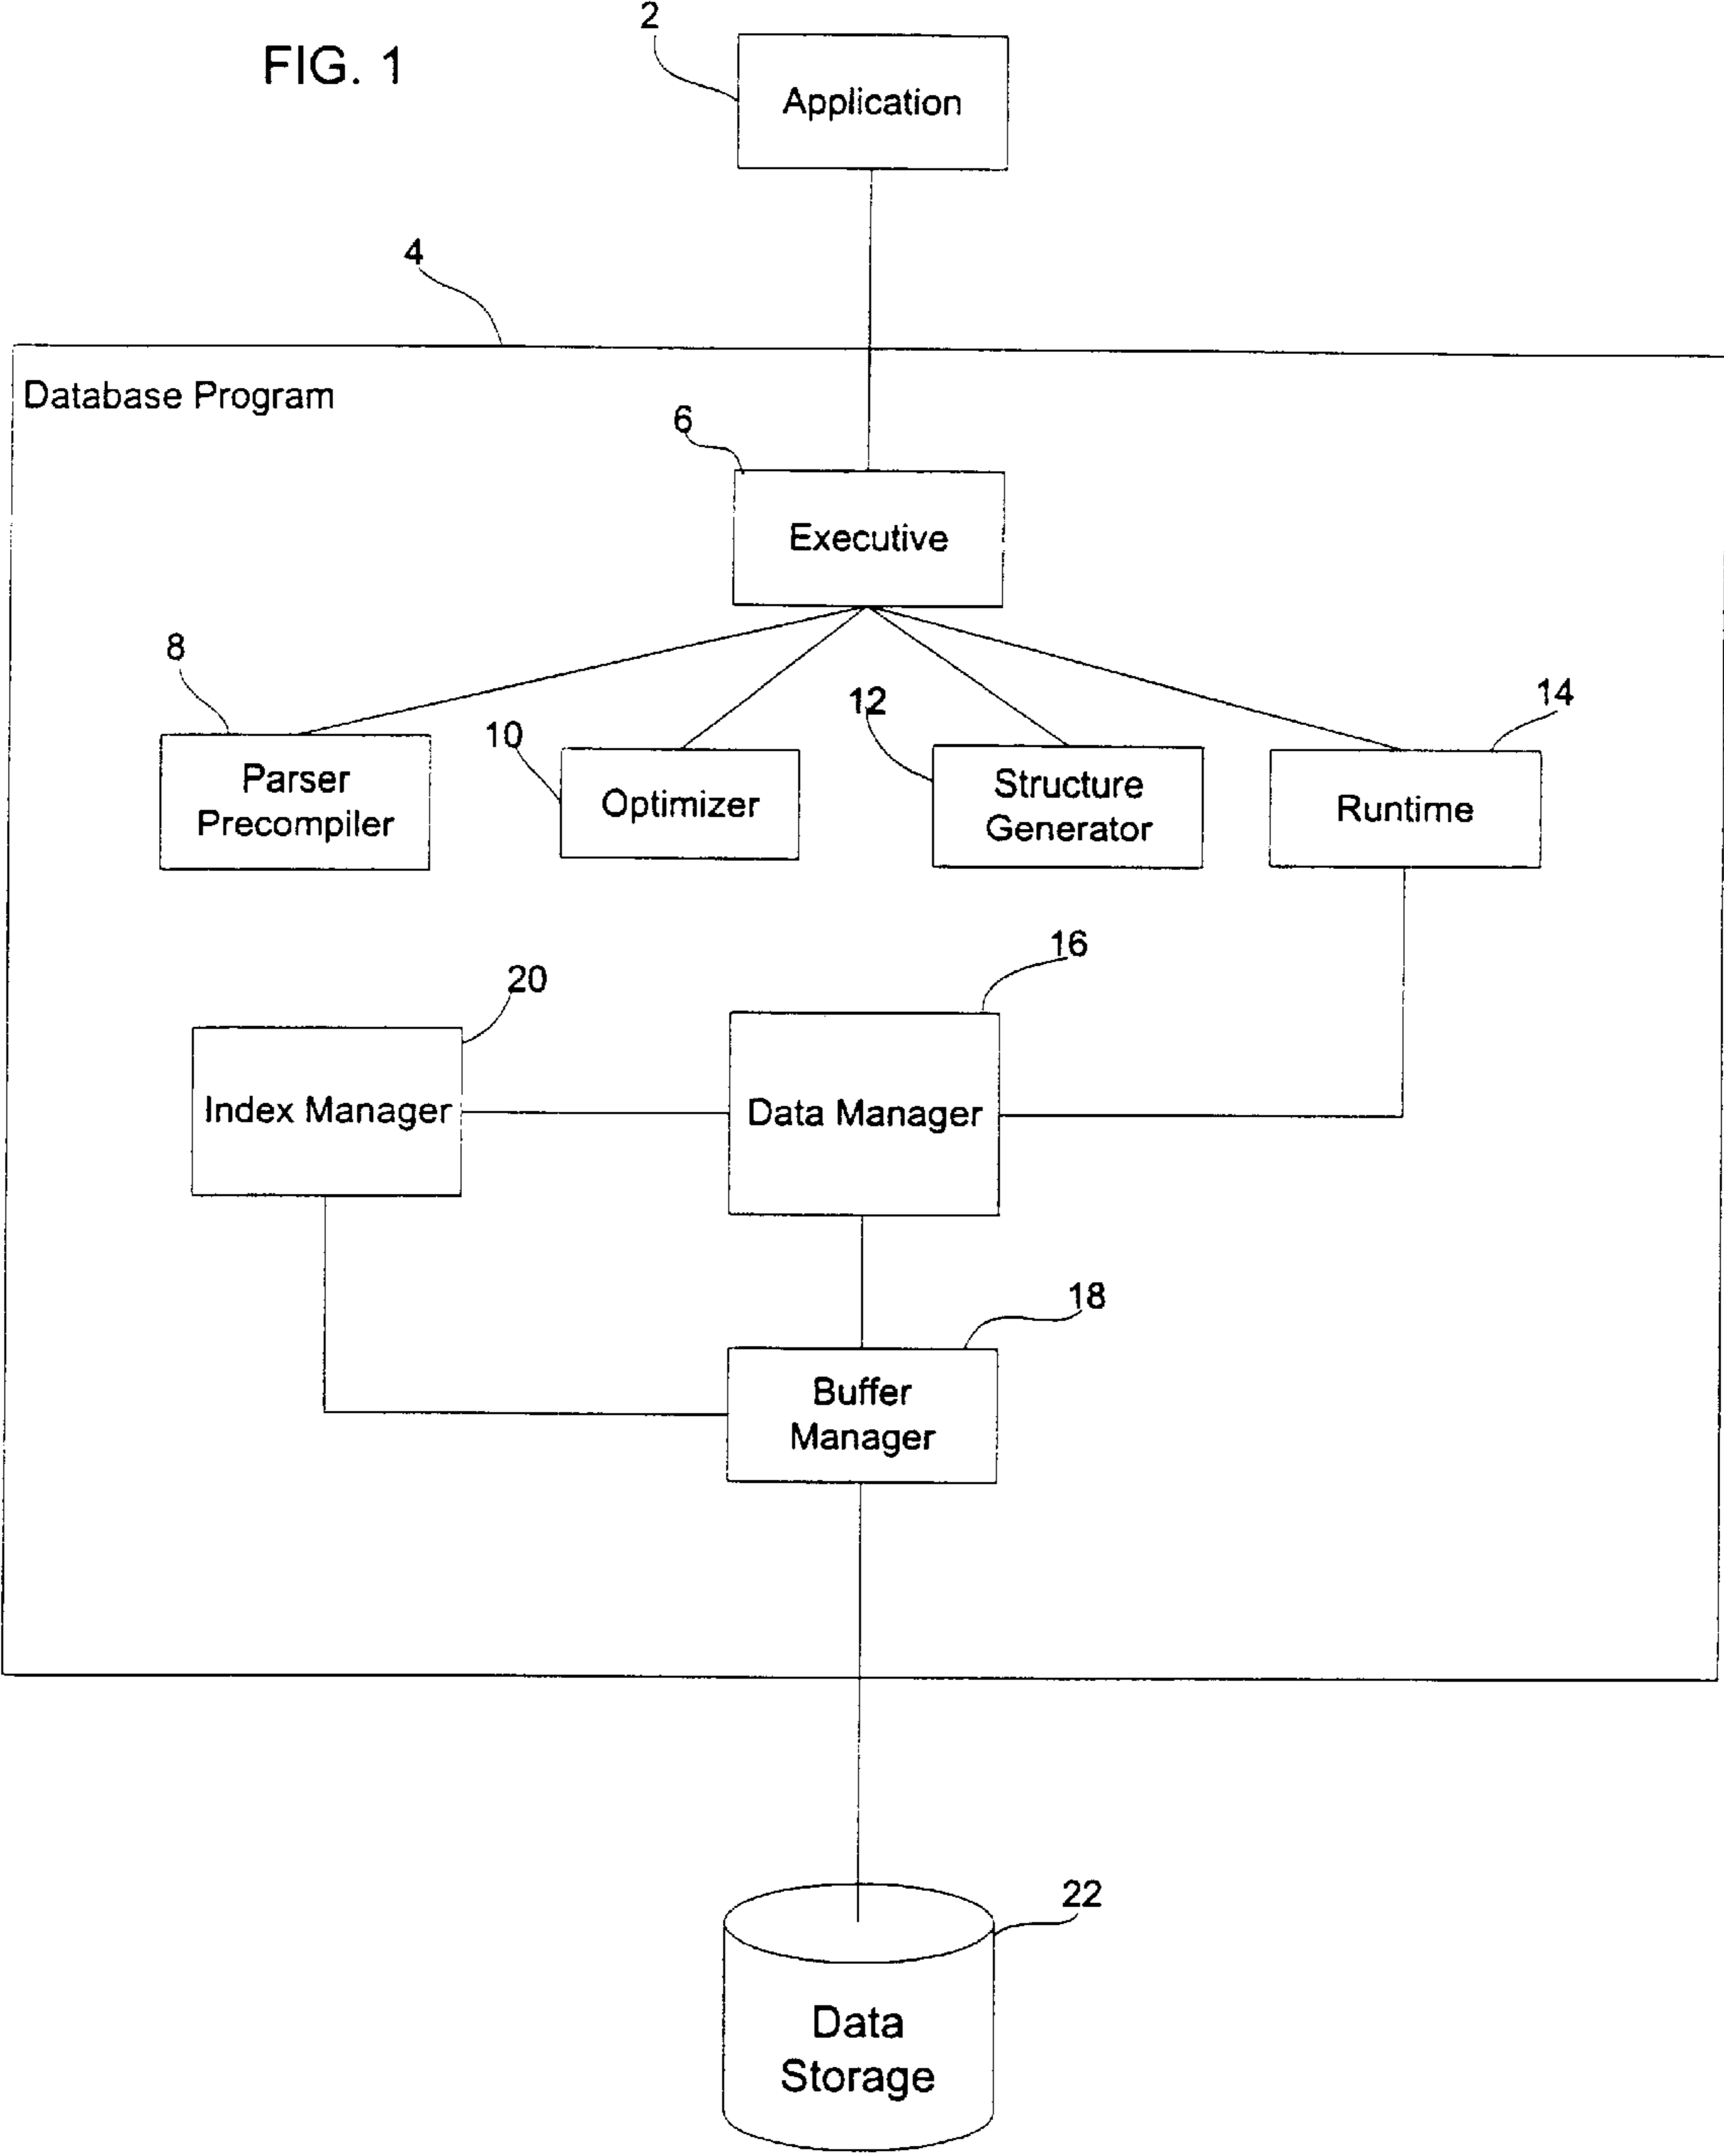 2
FIG. 1
Application
4
Database Program
6
Executive
8
10
12
14
Parser
Precompiler
Optimizer
Structure
Generator
Runtime
20
16
Index Manager
Data Manager
18
Buffer
Manager
22
Data
Storage